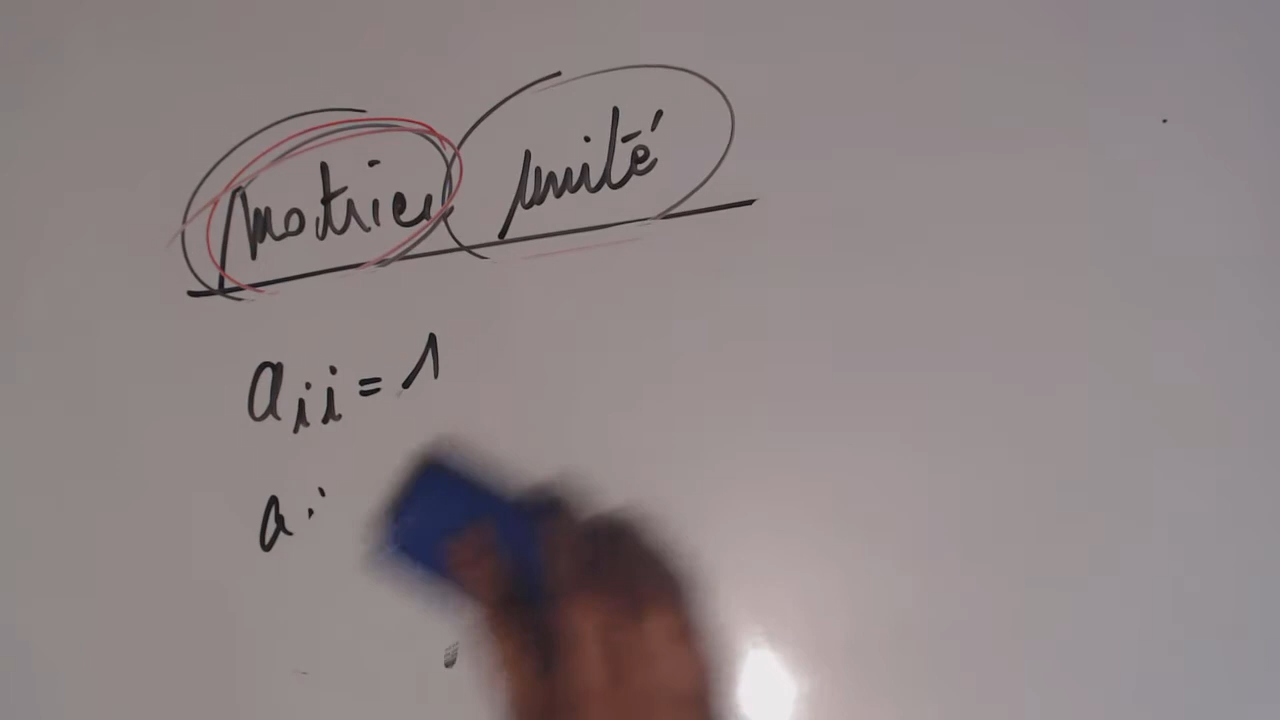 Matrice unité
aii = 1
a